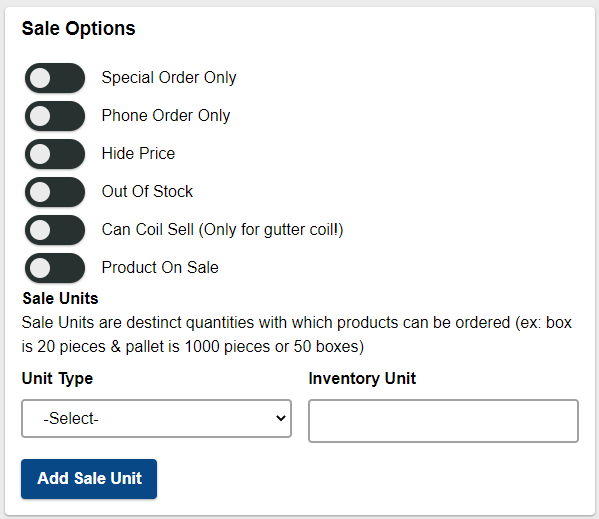 Sale Options
Special Order Only
Phone Order Only
Hide Price
Out Of Stock
Can Coil Sell (Only for gutter coil!)
Product On Sale
Sale Units
Sale Units are destinct quantities with which products can be ordered (ex: box
is 20 pieces & pallet is 1000 pieces or 50 boxes)
Unit Type
Inventory Unit
-Select-
Add Sale Unit